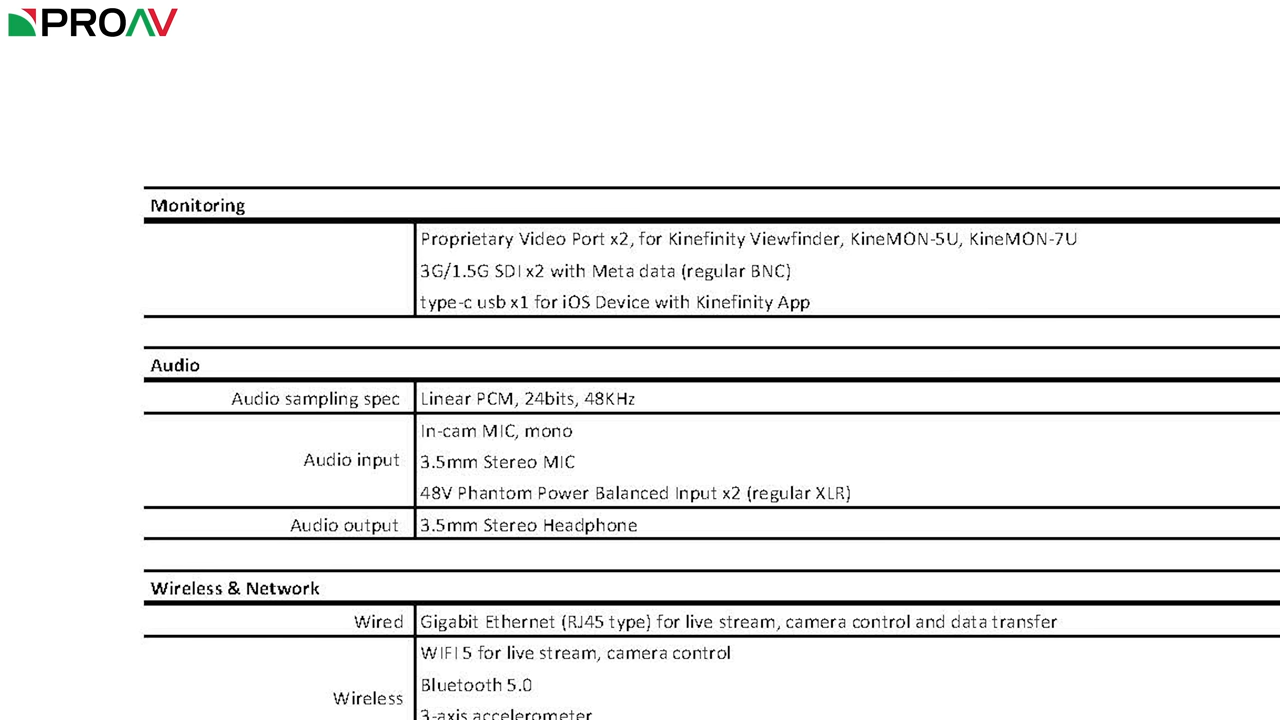 PROAV
Monitoring
Proprietary Video Port x2, for Kinefinity Viewfinder, KineMON-5U, KineMON-7U
3G/1.5G SDI x2 with Meta data (regular BNC)
type-c usb x1 for iOS Device with Kinefinity App
Audio
Audio sampling spec Linear PCM, 24bits, 48KHz
In-cam MIC, mono
Audio input 3.5mm Stereo MIC
48V Phantom Power Balanced Input x2 (regular XLR)
Audio output 3.5mm Stereo Headphone
Wireless & Network
Wired Gigabit Ethernet (RJ45 type) for live stream, camera control and data transfer
WIFI 5 for live stream, camera control
Bluetooth 5.0
Wireless
3-axis accelerometer